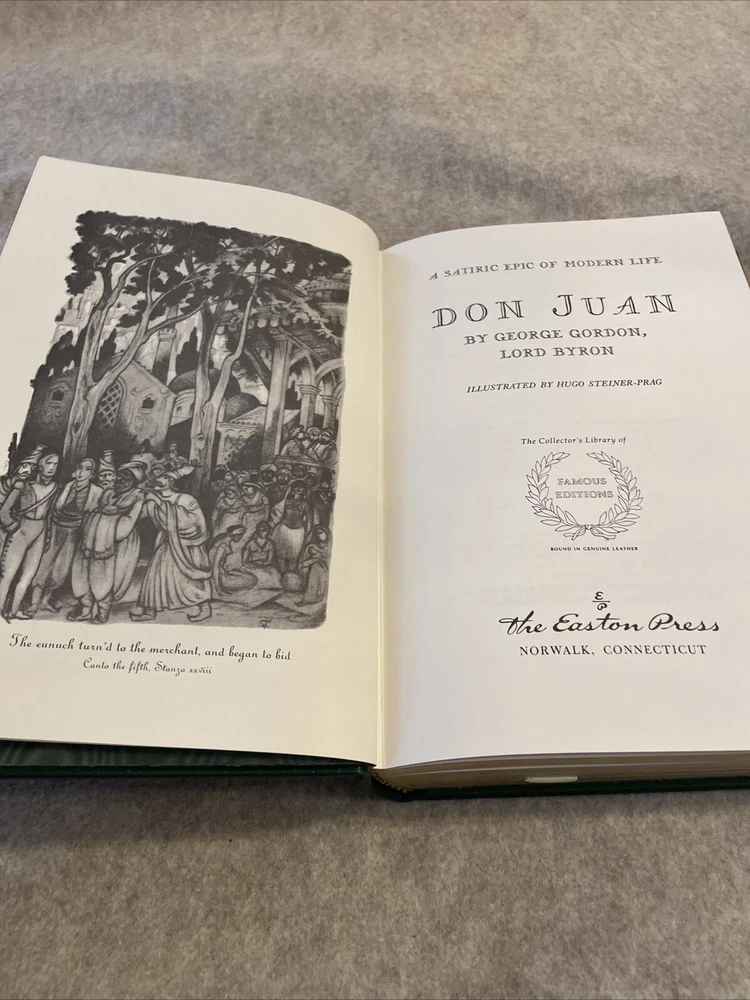 The eunuch turn'd to the merchant, and began to bid
Canto the fifth, Stanza xxviii
A SATIRIC EPIC OF MODERN LIFE
DON JUAN
BY GEORGE GORDON,
LORD BYRON
ILLUSTRATED BY HUGO STEINER-PRAG
The Collector's Library of
FAMOUS
EDITIONS
BOUND IN GENUINE LEATHER
E
P
The Easton Press
NORWALK, CONNECTICUT